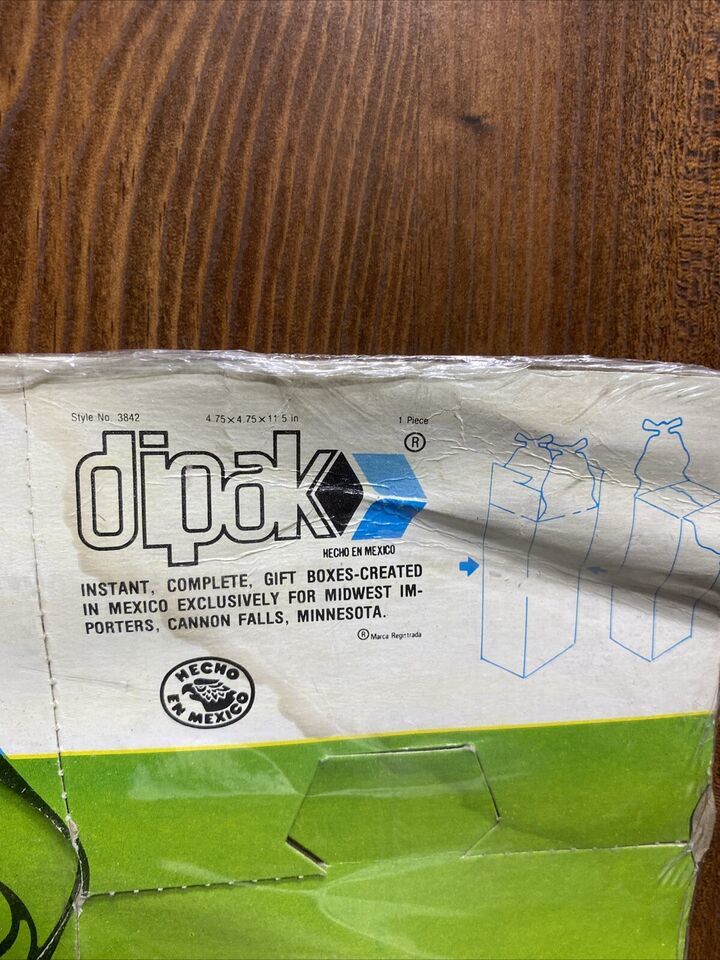 Style No. 3842 4.75×4.75×11.5 in 1 Piece
dipak ®
HECHO EN MEXICO
INSTANT, COMPLETE, GIFT BOXES-CREATED
IN MEXICO EXCLUSIVELY FOR MIDWEST IM-
PORTERS, CANNON FALLS, MINNESOTA.
® Marca Registrada
HECHO
EN MEXICO